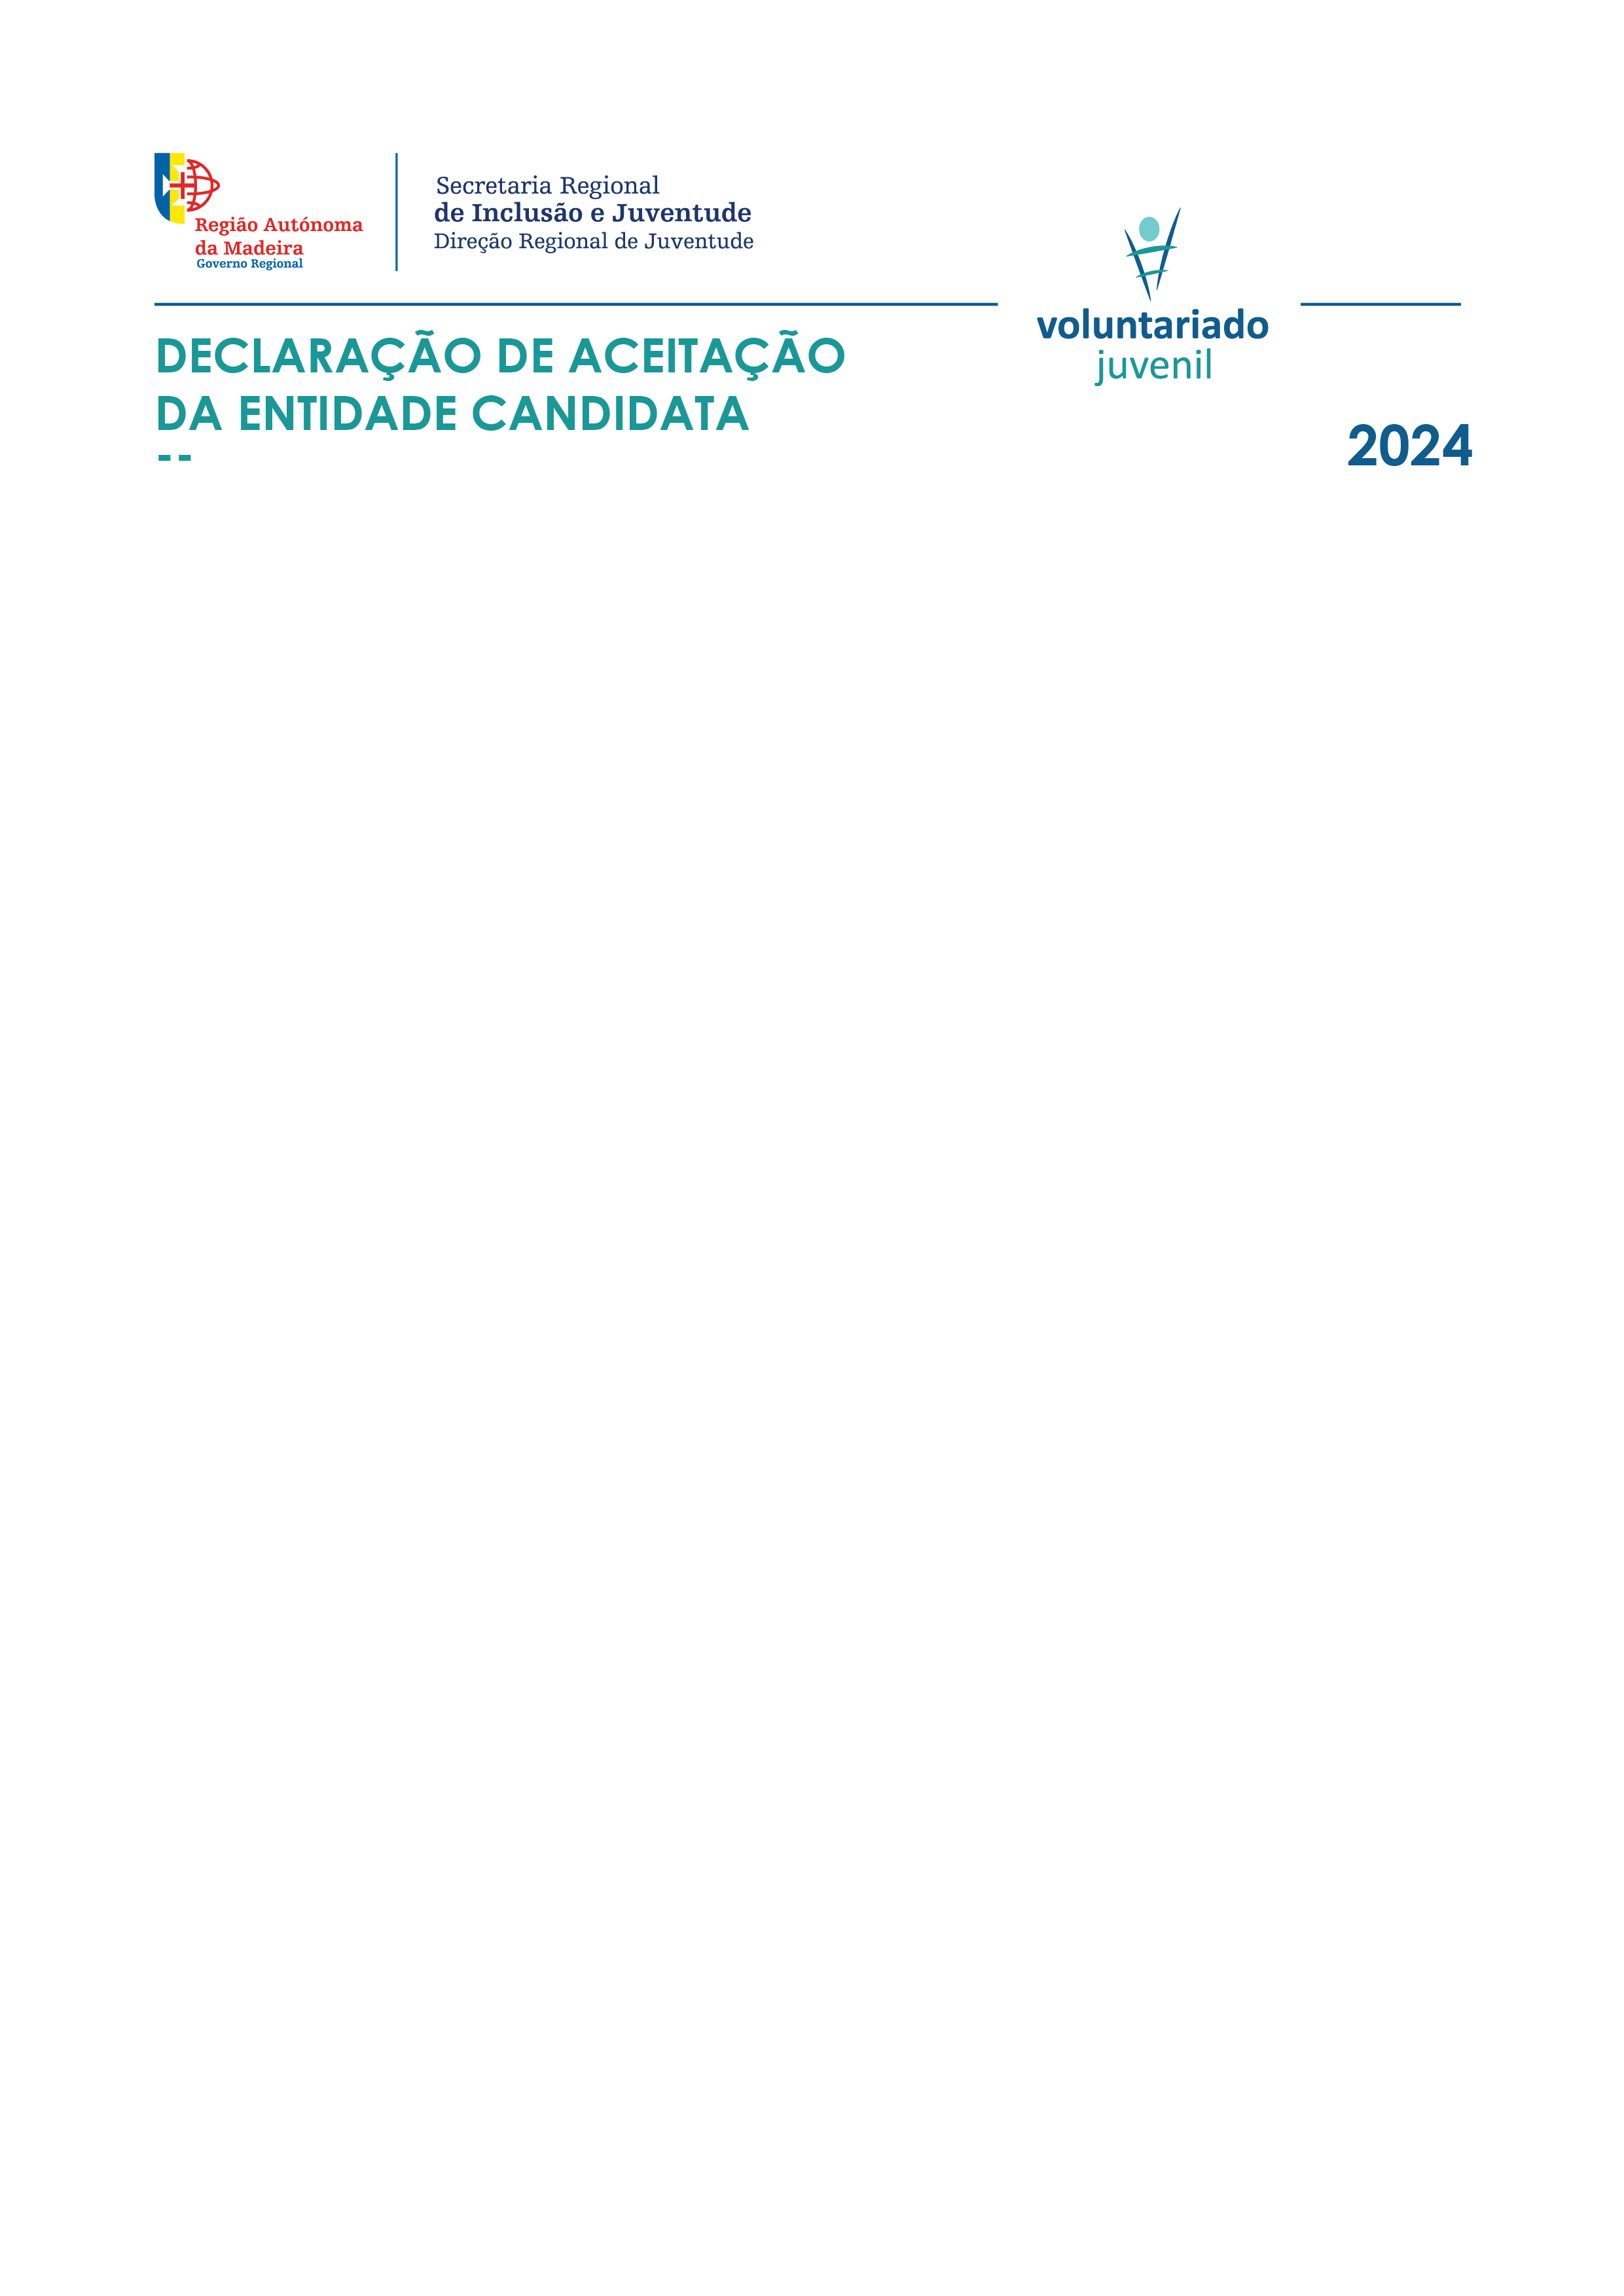 Região Autónoma
da Madeira
Governo Regional
Secretaria Regional
de Inclusão e Juventude
Direção Regional de Juventude
voluntariado
juvenil
DECLARAÇÃO DE ACEITAÇÃO
DA ENTIDADE CANDIDATA
--
2024